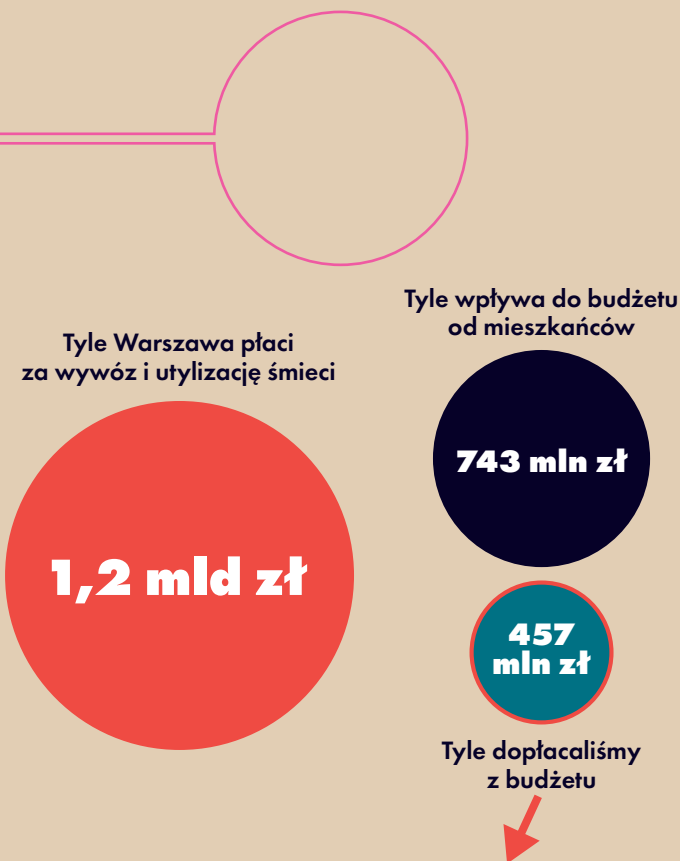 Tyle Warszawa płaci
za wywóz i utylizację śmieci
1,2 mld zł
Tyle wpływa do budżetu
od mieszkańców
743 mln zł
457
mln zł
Tyle dopłacaliśmy
z budżetu